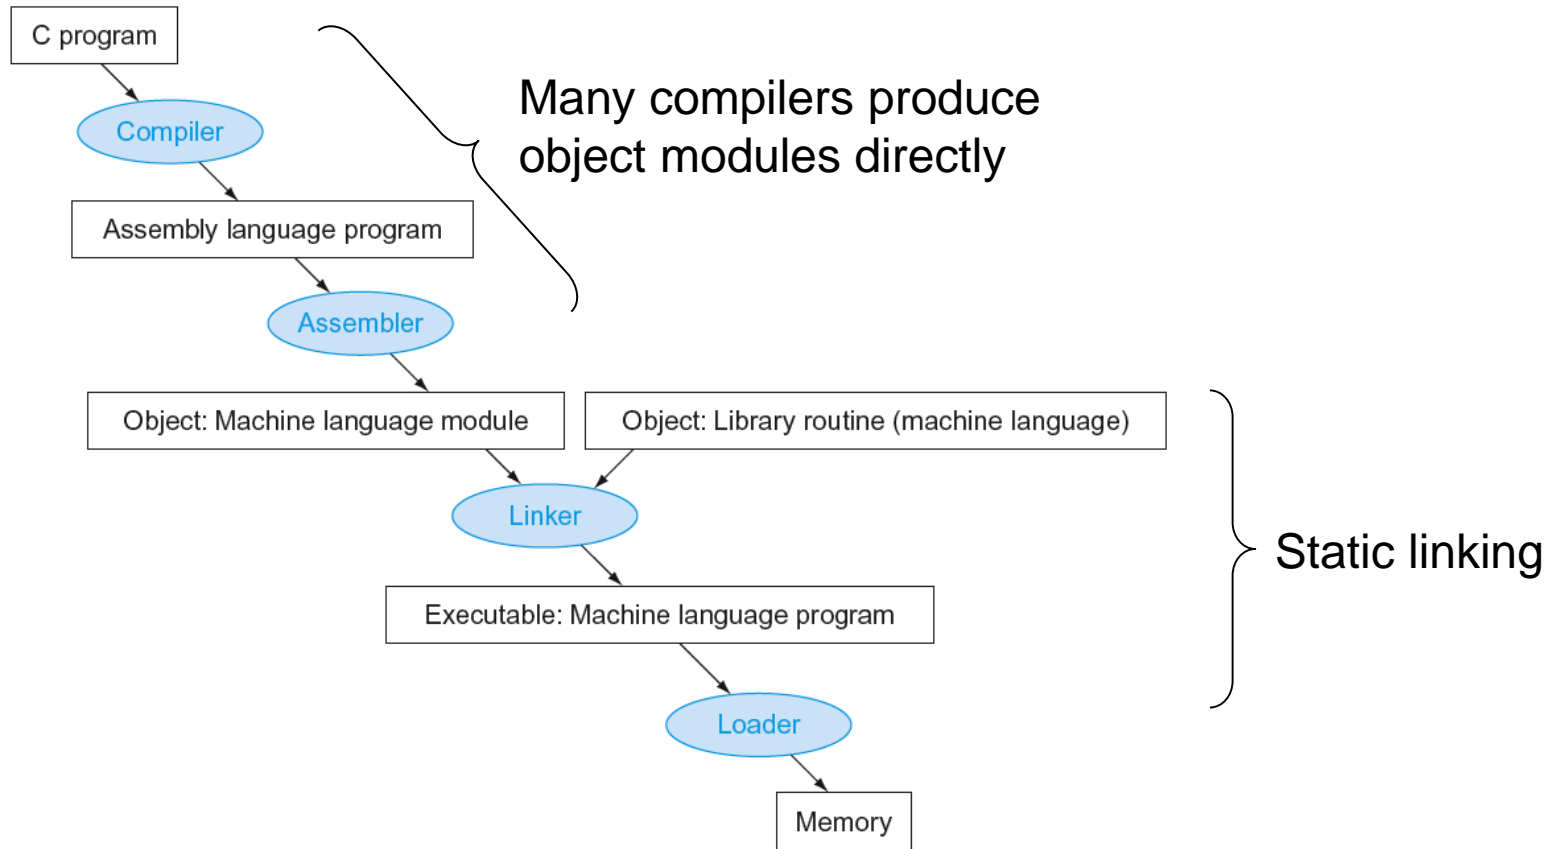 C program
Many compilers produce
object modules directly
Compiler
Assembly language program
Assembler
Object: Machine language module
Object: Library routine (machine language)
Linker
Static linking
Executable: Machine language program
Loader
Memory